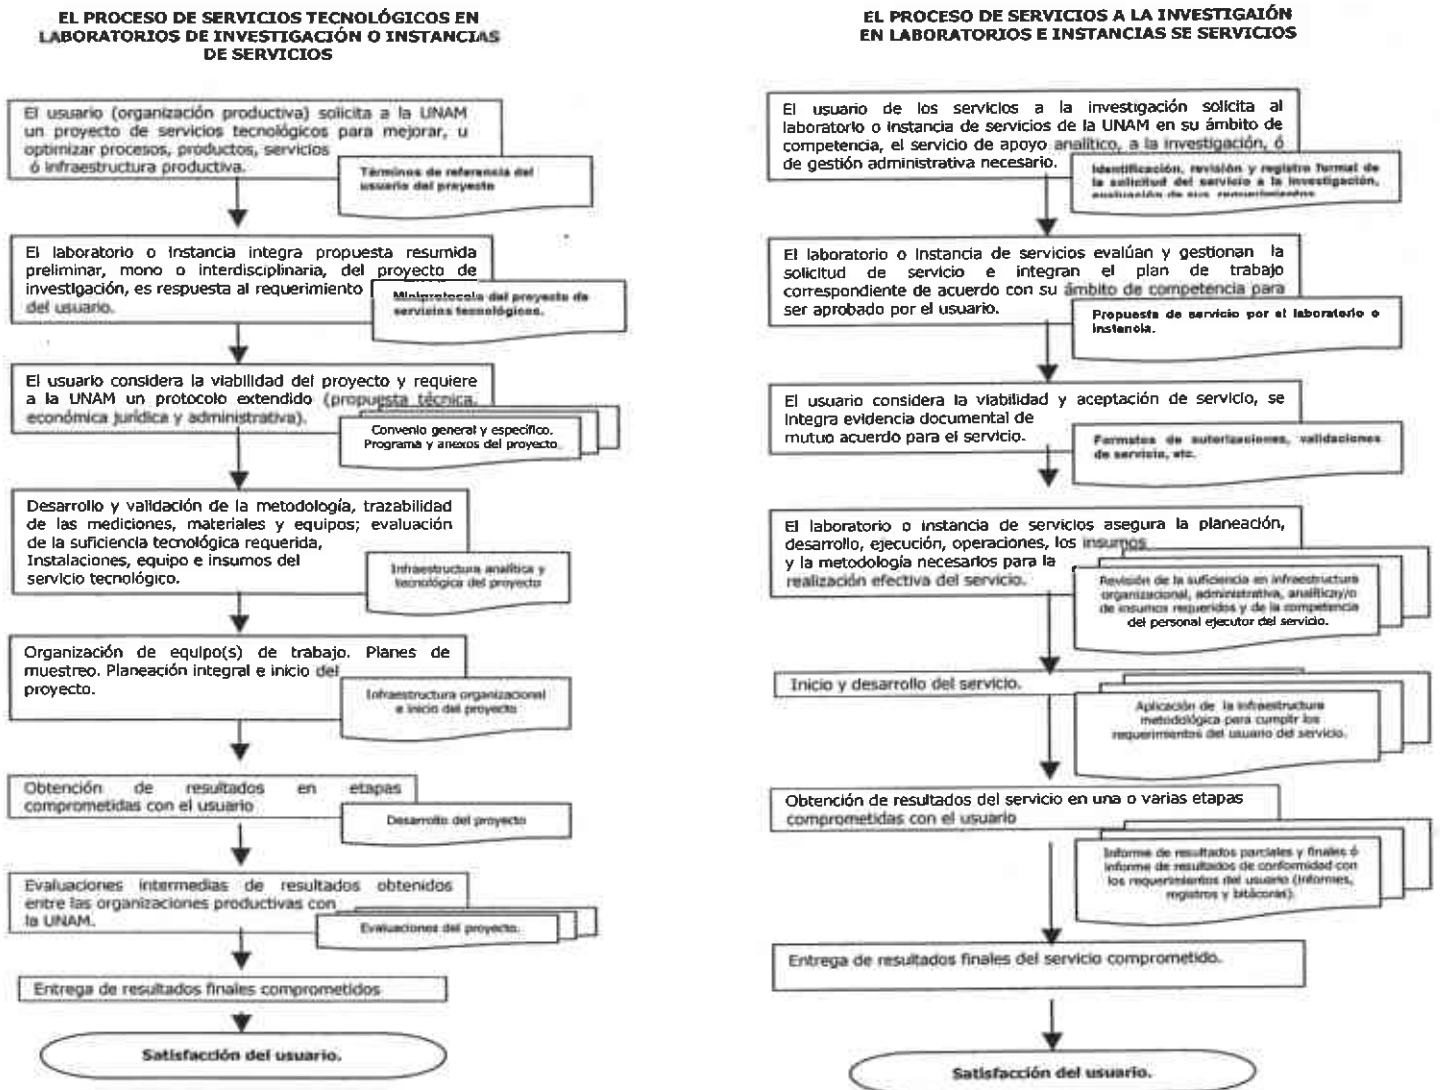 EL PROCESO DE SERVICIOS TECNOLÓGICOS EN
LABORATORIOS DE INVESTIGACIÓN O INSTANCIAS
DE SERVICIOS
El usuario (organización productiva) solicita a la UNAM
un proyecto de servicios tecnológicos para mejorar, u
optimizar procesos, productos, servicios
ó infraestructura productiva.
Términos de referencia del
usuario del proyecto
El laboratorio o instancia integra propuesta resumida
preliminar, mono o interdisciplinaria, del proyecto de
investigación, es respuesta al requerimiento
del usuario.
Miniprotocolo del proyecto de
servicios tecnológicos.
El usuario considera la viabilidad del proyecto y requiere
a la UNAM un protocolo extendido (propuesta técnica,
económica jurídica y administrativa).
Convenio general y específico.
Programa y anexos del proyecto
Desarrollo y validación de la metodología, trazabilidad
de las mediciones, materiales y equipos; evaluación
de la suficiencia tecnológica requerida,
Instalaciones, equipo e insumos del
servicio tecnológico.
Infraestructura analítica y
tecnológica del proyecto
Organización de equipo(s) de trabajo. Planes de
muestreo. Planeación integral e inicio del
proyecto.
Infraestructura organizacional
e inicio del proyecto
Obtención de resultados en etapas
comprometidas con el usuario
Desarrollo del proyecto
Evaluaciones intermedias de resultados obtenidos
entre las organizaciones productivas con
la UNAM.
Evaluaciones del proyecto.
Entrega de resultados finales comprometidos
Satisfacción del usuario.
EL PROCESO DE SERVICIOS A LA INVESTIGAIÓN
EN LABORATORIOS E INSTANCIAS SE SERVICIOS
El usuario de los servicios a la investigación solicita al
laboratorio o instancia de servicios de la UNAM en su ámbito de
competencia, el servicio de apoyo analítico, a la investigación, ó
de gestión administrativa necesario.
Identificación, revisión y registro formal de
la solicitud del servicio a la investigación,
evaluación de sus requerimientos
El laboratorio o instancia de servicios evalúan y gestionan la
solicitud de servicio e integran el plan de trabajo
correspondiente de acuerdo con su ámbito de competencia para
ser aprobado por el usuario.
Propuesta de servicio por el laboratorio o
instancia.
El usuario considera la viabilidad y aceptación de servicio, se
integra evidencia documental de
mutuo acuerdo para el servicio.
Formatos de autorizaciones, validaciones
de servicio, etc.
El laboratorio o instancia de servicios asegura la planeación,
desarrollo, ejecución, operaciones, los insumos
y la metodología necesarios para la
realización efectiva del servicio.
Revisión de la suficiencia en infraestructura
organizacional, administrativa, analíticay/o
de insumos requeridos y de la competencia
del personal ejecutor del servicio.
Inicio y desarrollo del servicio.
Aplicación de la infraestructura
metodológica para cumplir los
requerimientos del usuario del servicio.
Obtención de resultados del servicio en una o varias etapas
comprometidas con el usuario
Informe de resultados parciales y finales ó
informe de resultados de conformidad con
los requerimientos del usuario (informes,
registros y bitácoras).
Entrega de resultados finales del servicio comprometido.
Satisfacción del usuario.